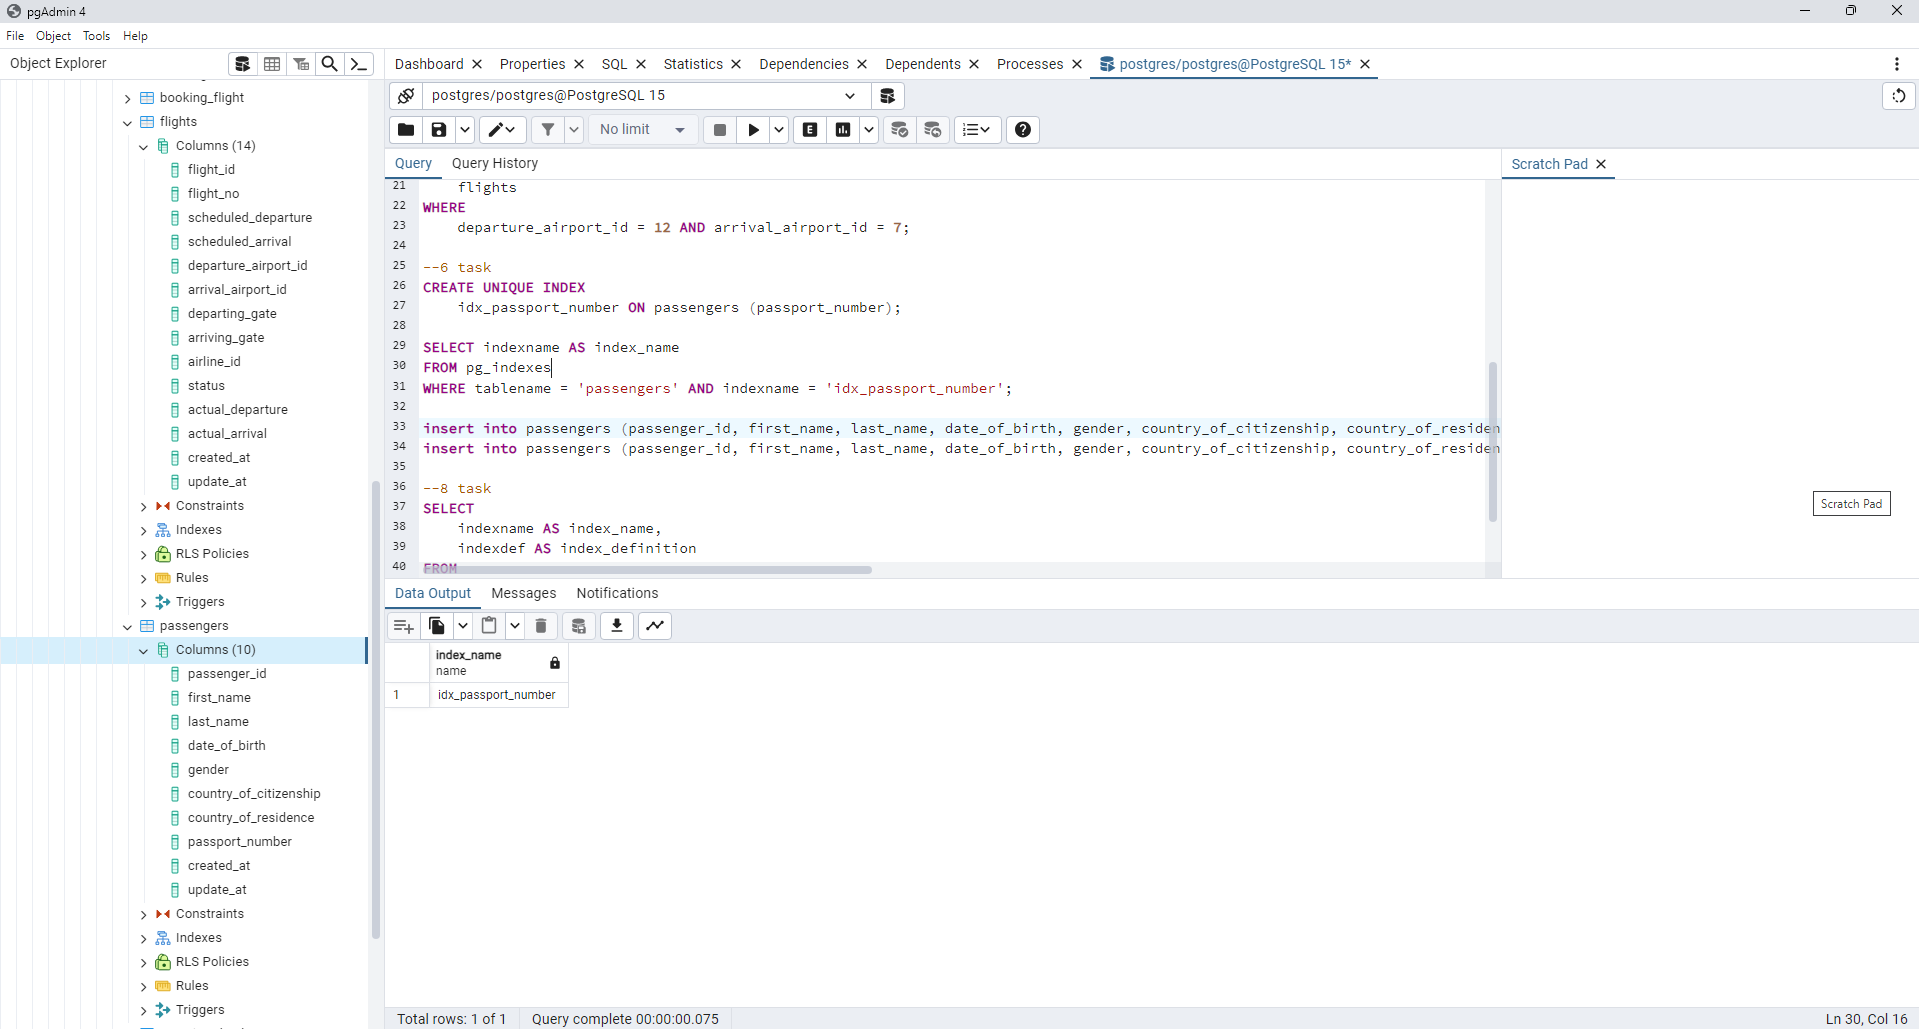 pgAdmin 4
File Object Tools Help
Object Explorer
Dashboard Properties SQL Statistics Dependencies Dependents Processes postgres/postgres@PostgreSQL 15*
booking_flight
flights
Columns (14)
flight_id
flight_no
scheduled_departure
scheduled_arrival
departure_airport_id
arrival_airport_id
departing_gate
arriving_gate
airline_id
status
actual_departure
actual_arrival
created_at
update_at
Constraints
Indexes
RLS Policies
Rules
Triggers
passengers
Columns (10)
passenger_id
first_name
last_name
date_of_birth
gender
country_of_citizenship
country_of_residence
passport_number
created_at
update_at
Constraints
Indexes
RLS Policies
Rules
Triggers
postgres/postgres@PostgreSQL 15
No limit
E
Query Query History
21 flights
22 WHERE
23 departure_airport_id = 12 AND arrival_airport_id = 7;
24
25 --6 task
26 CREATE UNIQUE INDEX
27 idx_passport_number ON passengers (passport_number);
28
29 SELECT indexname AS index_name
30 FROM pg_indexes
31 WHERE tablename = 'passengers' AND indexname = 'idx_passport_number';
32
33 insert into passengers (passenger_id, first_name, last_name, date_of_birth, gender, country_of_citizenship, country_of_residen
34 insert into passengers (passenger_id, first_name, last_name, date_of_birth, gender, country_of_citizenship, country_of_residen
35
36 --8 task
37 SELECT
38 indexname AS index_name,
39 indexdef AS index_definition
40 FROM
Scratch Pad
Scratch Pad
Data Output Messages Notifications
index_name
name
1 idx_passport_number
Total rows: 1 of 1 Query complete 00:00:00.075 Ln 30, Col 16